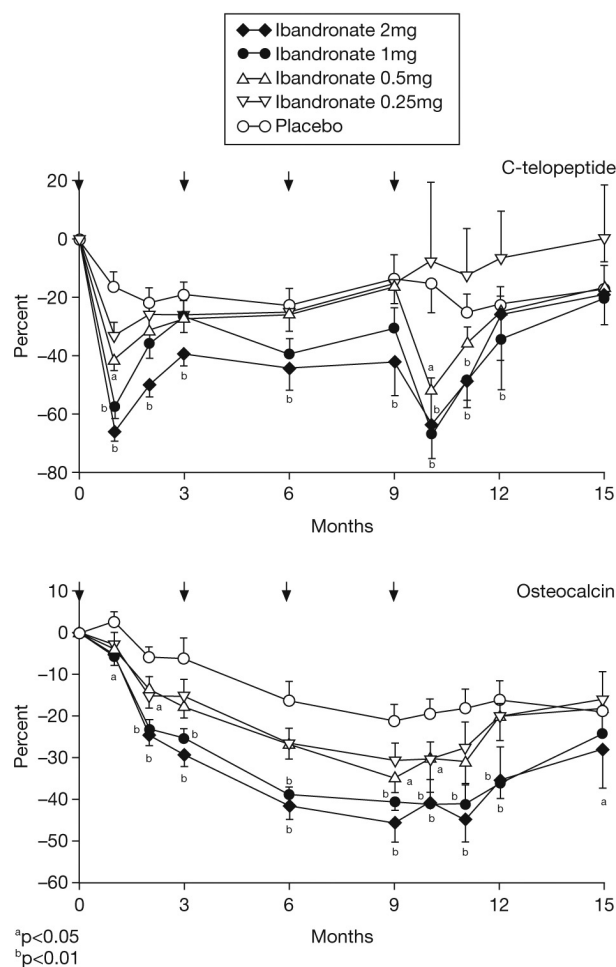 Ibandronate 2mg
Ibandronate 1mg
Ibandronate 0.5mg
Ibandronate 0.25mg
Placebo
C-telopeptide
20
0
−20
−40
−60
−80
Percent
a
b
b
b
b
b
a
b
b
b
b
b
0
3
6
9
12
15
Months
Osteocalcin
10
0
−10
−20
−30
−40
−50
−60
Percent
a
a
b
b
b
b
b
b
b
a
b
b
a
b
b
b
b
b
a
0
3
6
9
12
15
Months
ap<0.05
bp<0.01